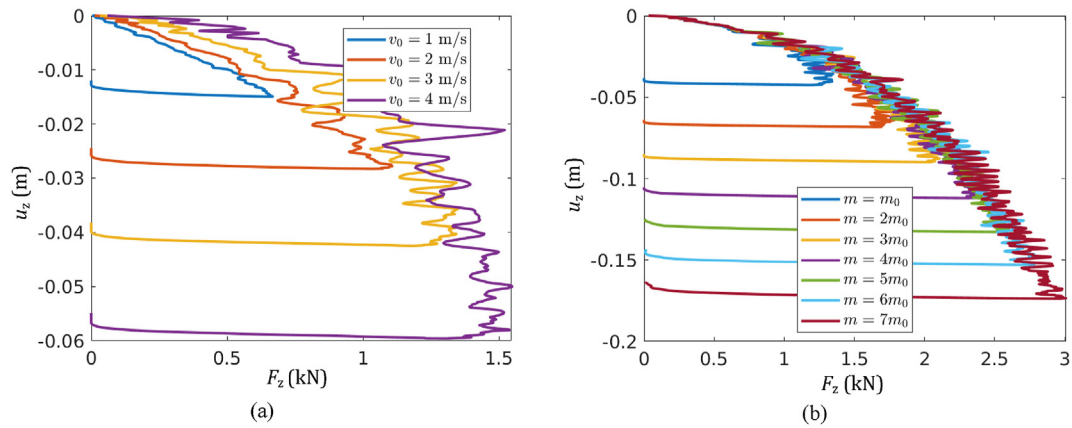 0
-0.01
-0.02
-0.03
-0.04
-0.05
-0.06
u_z (m)
0
0.5
1
1.5
F_z (kN)
v_0 = 1 m/s
v_0 = 2 m/s
v_0 = 3 m/s
v_0 = 4 m/s
(a)
0
-0.05
-0.1
-0.15
-0.2
u_z (m)
0
0.5
1
1.5
2
2.5
3
F_z (kN)
m = m_0
m = 2m_0
m = 3m_0
m = 4m_0
m = 5m_0
m = 6m_0
m = 7m_0
(b)